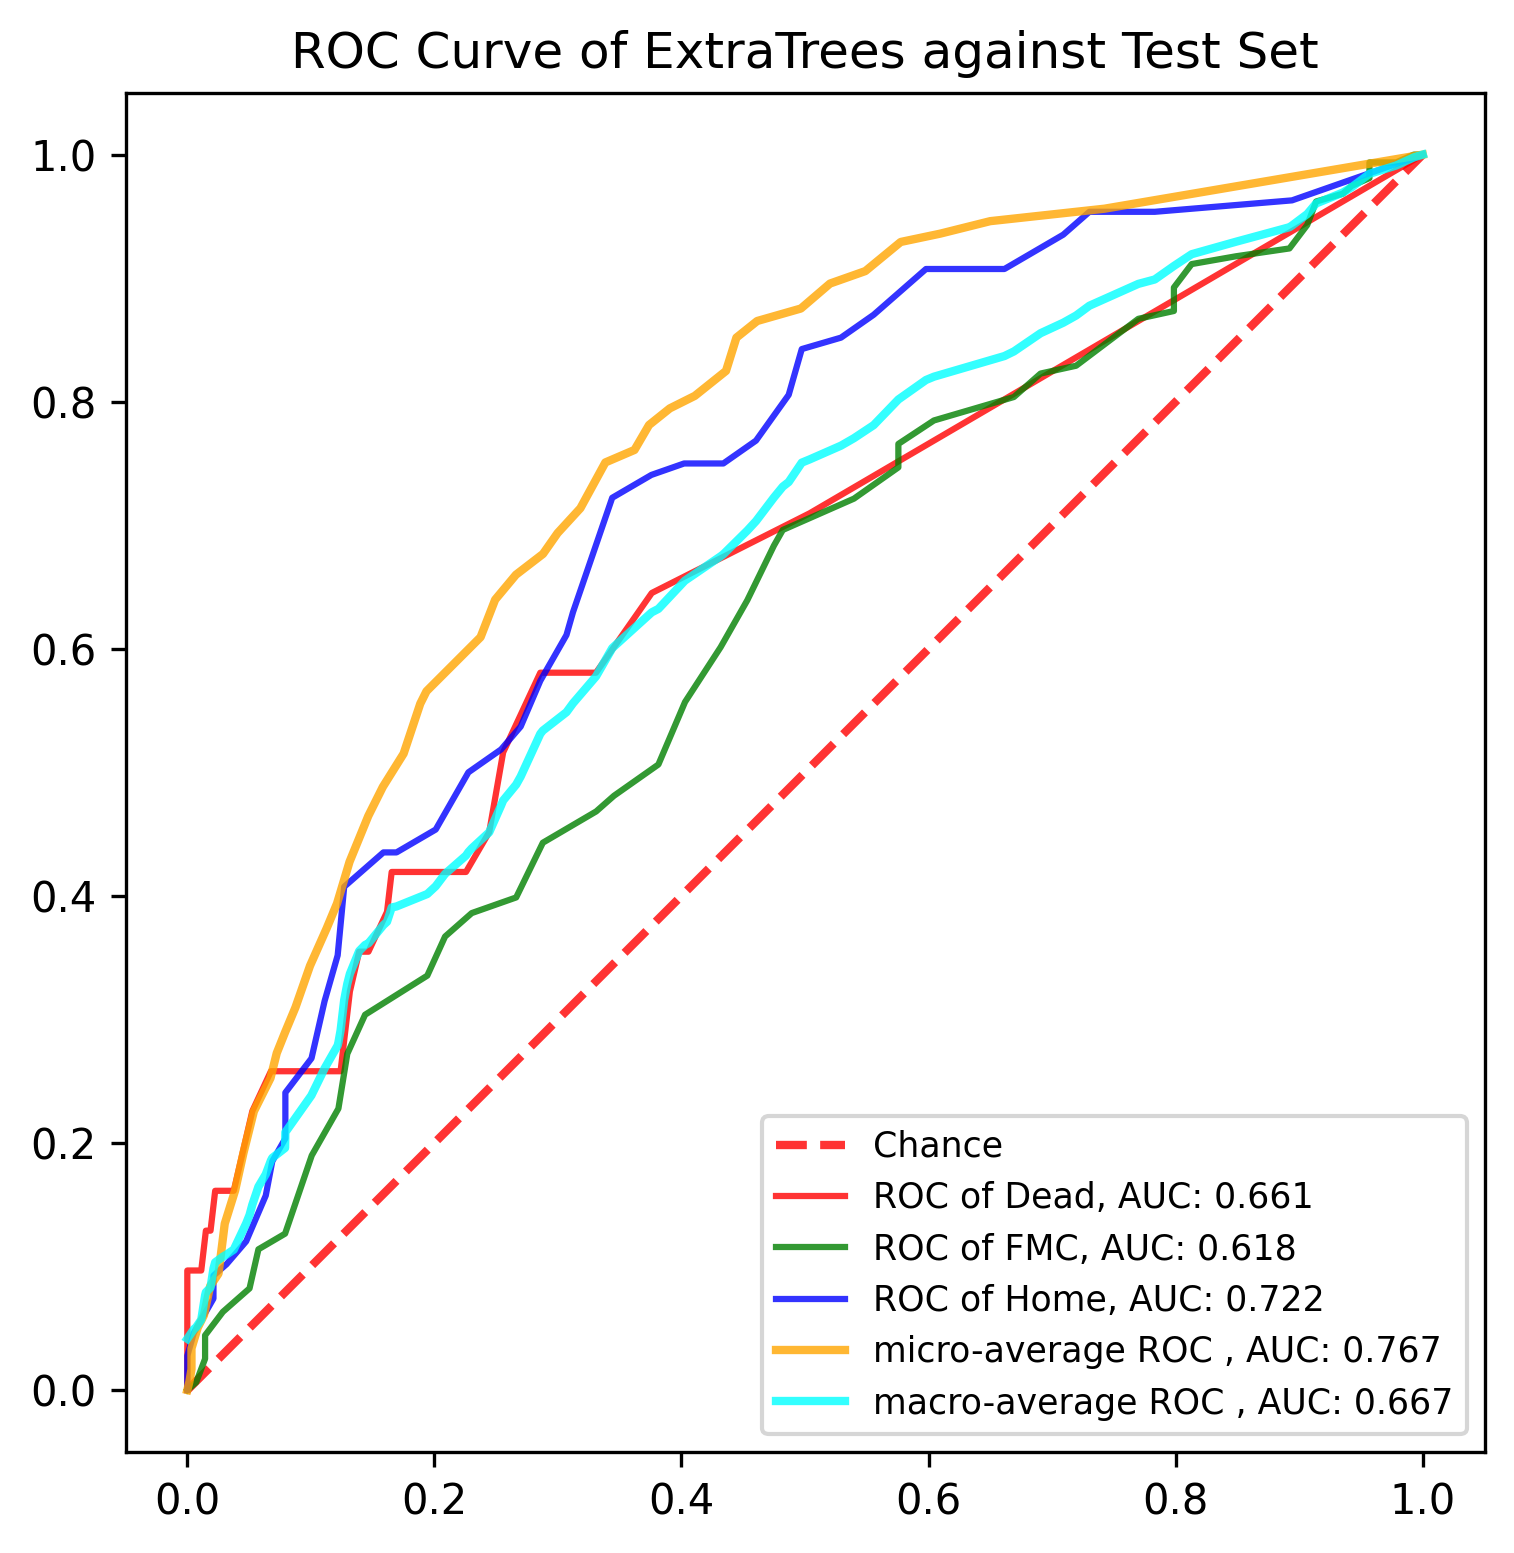 ROC Curve of ExtraTrees against Test Set
1.0
0.8
0.6
0.4
0.2
0.0
Chance
ROC of Dead, AUC: 0.661
ROC of FMC, AUC: 0.618
ROC of Home, AUC: 0.722
micro-average ROC , AUC: 0.767
macro-average ROC , AUC: 0.667
0.0 0.2 0.4 0.6 0.8 1.0